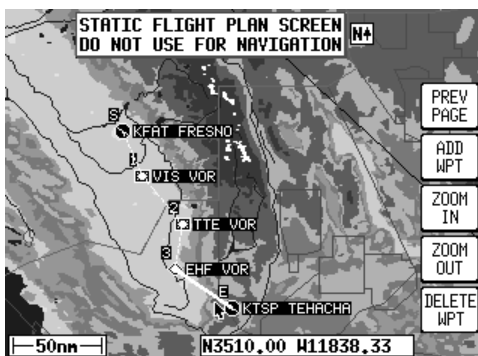 STATIC FLIGHT PLAN SCREEN
DO NOT USE FOR NAVIGATION
N
PREV
PAGE
S
KFAT FRESNO
ADD
WPT
1
VIS VOR
ZOOM
IN
2
TTE VOR
ZOOM
OUT
3
EHF VOR
E
KTSP TEHACHA
DELETE
WPT
50nm
N3510.00 W11838.33